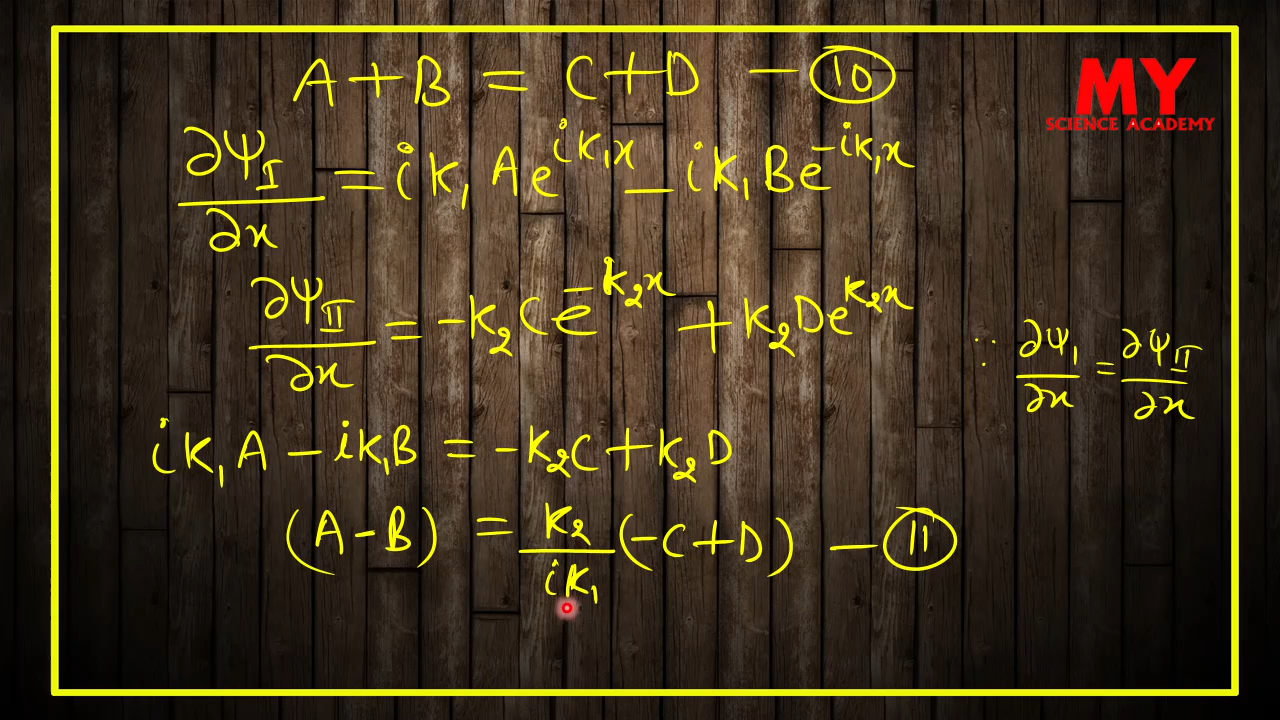 A + B = C + D - ⑩
MY
SCIENCE ACADEMY
∂ψ_I/∂x = ik₁Ae^{ik₁x} - ik₁Be^{-ik₁x}
∂ψ_II/∂x = -k₂Ce^{-k₂x} + k₂De^{k₂x}
∵ ∂ψ_I/∂x = ∂ψ_II/∂x
ik₁A - ik₁B = -k₂C + k₂D
(A - B) = k₂/ik₁ (-C + D) - ⑪